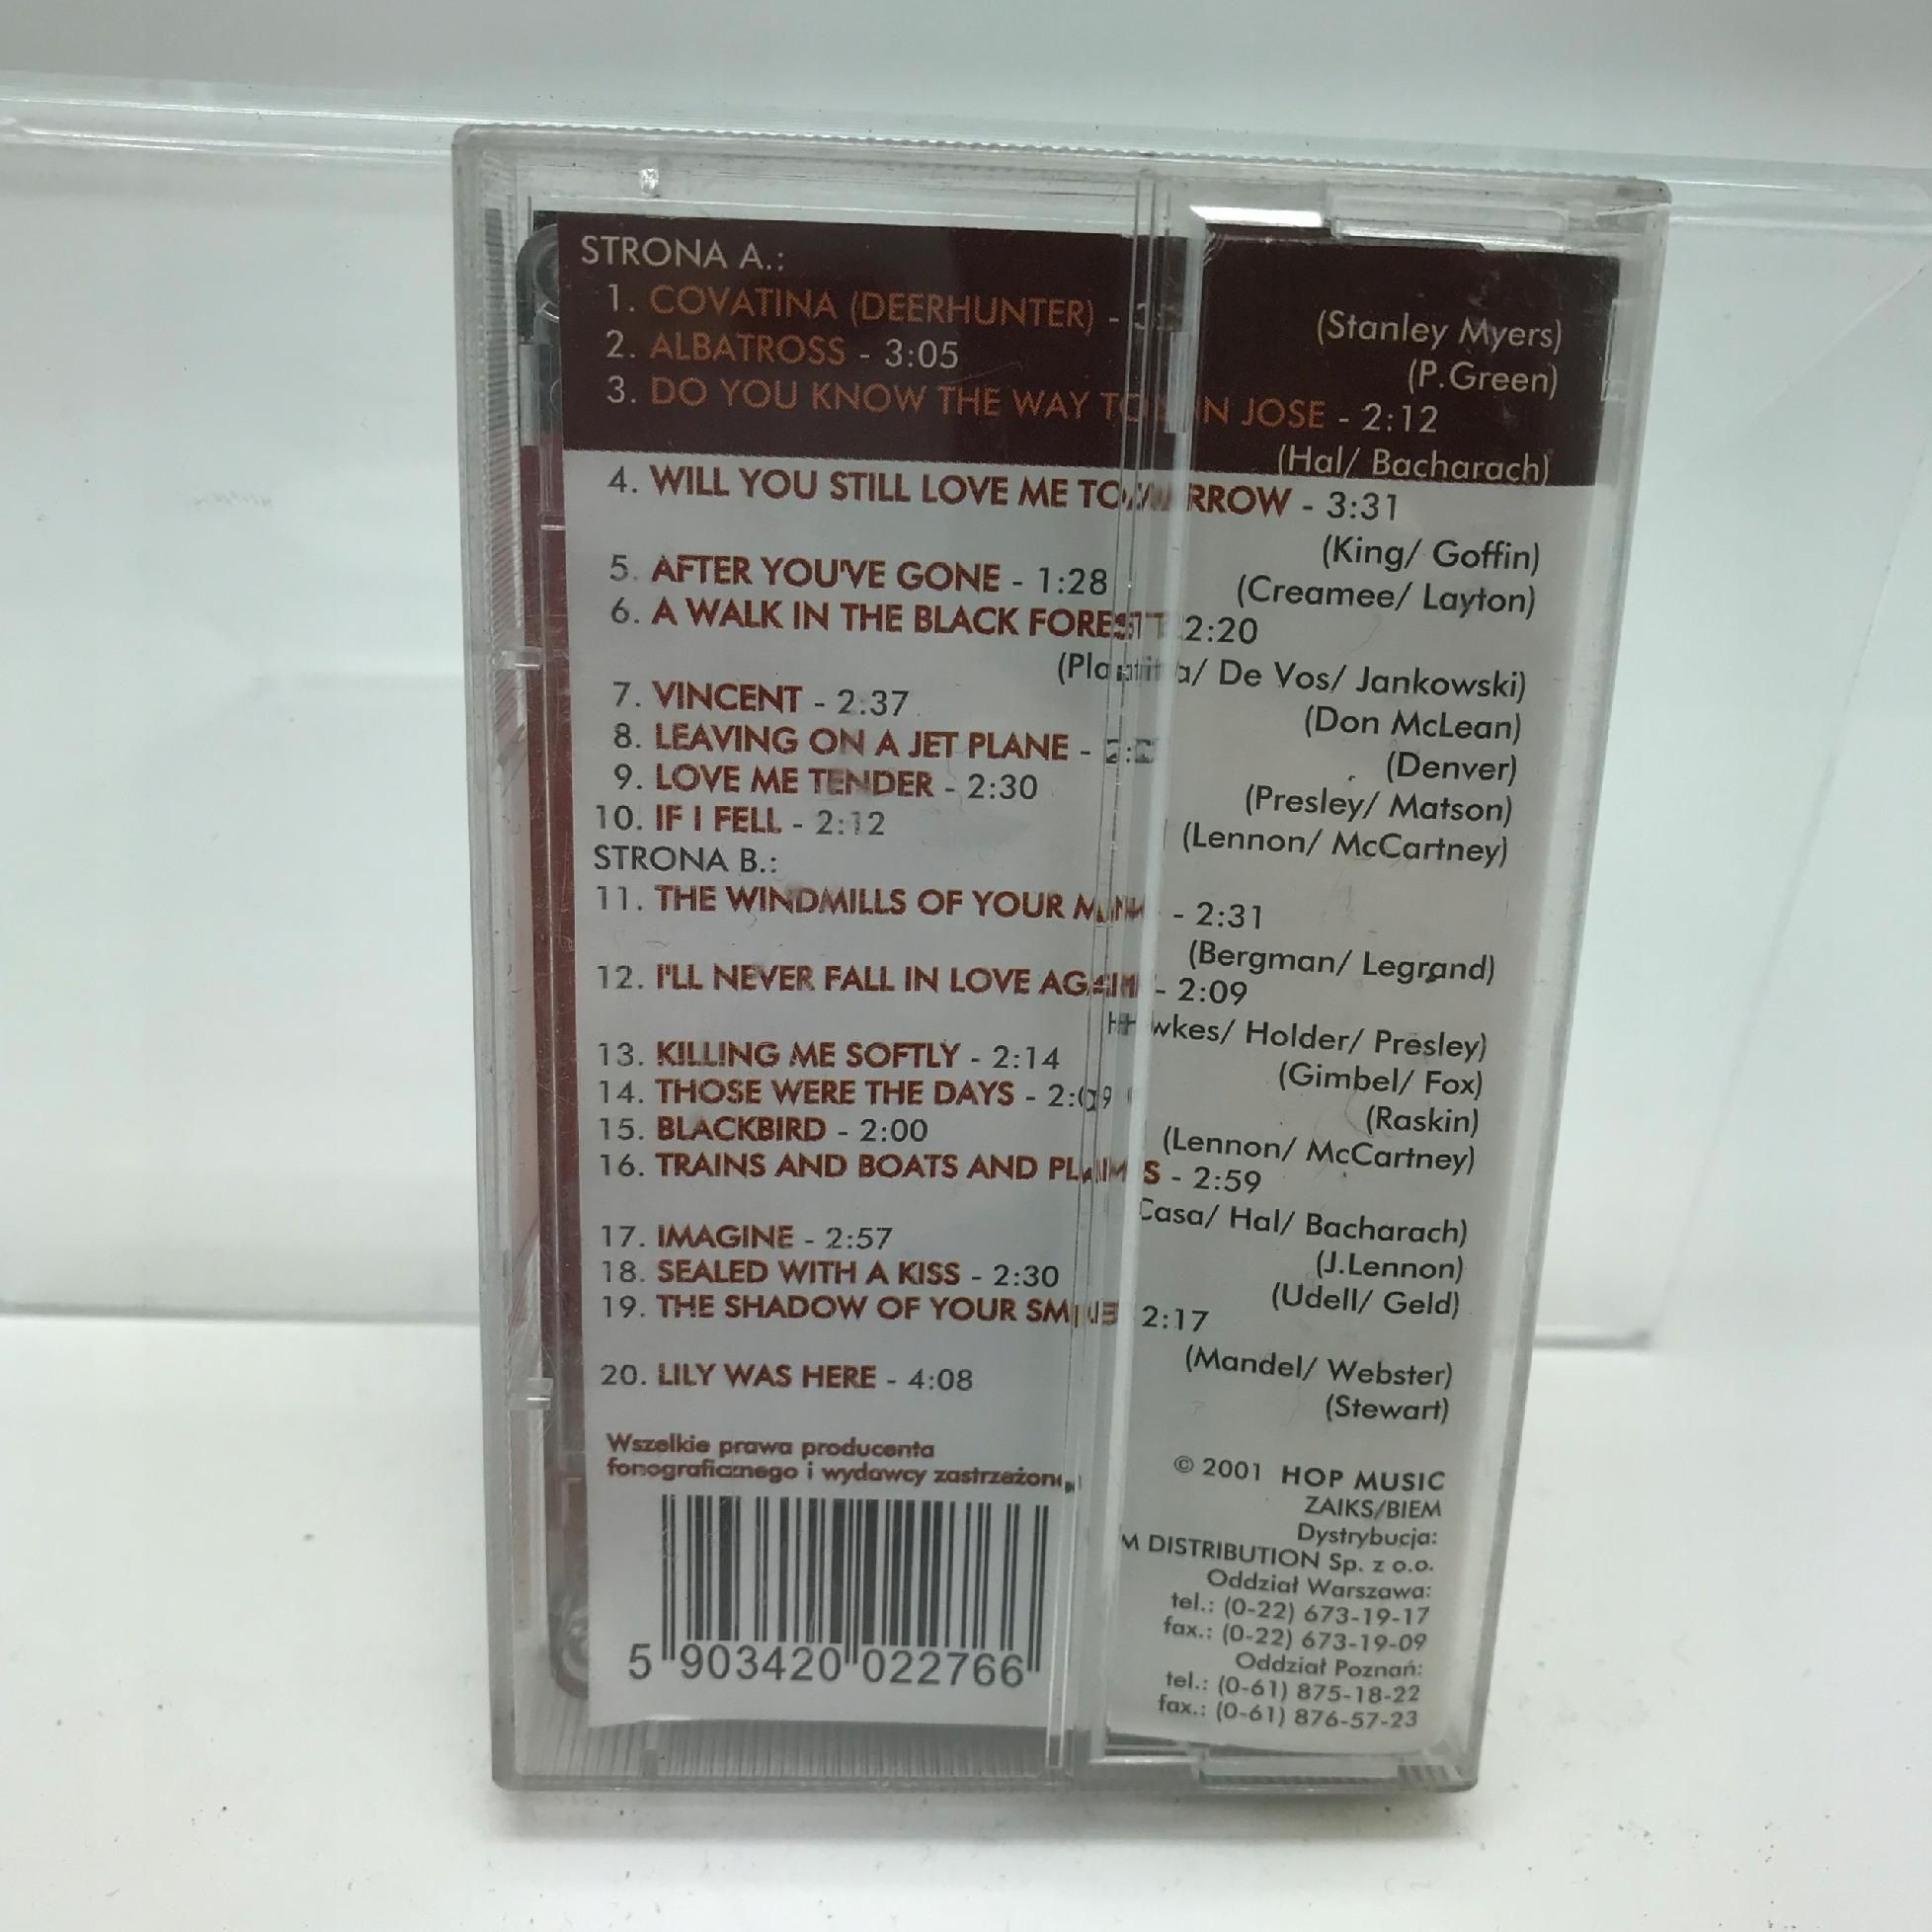 STRONA A.:
1. COVATINA (DEERHUNTER) -
(Stanley Myers)
2. ALBATROSS - 3:05
(P.Green)
3. DO YOU KNOW THE WAY JOSE - 2:12
(Hal/ Bacharach)
4. WILL YOU STILL LOVE ME TOMORROW - 3:31
(King/ Goffin)
5. AFTER YOU'VE GONE - 1:28
(Creamee/ Layton)
6. A WALK IN THE BLACK FOREST 2:20
De Vos/ Jankowski)
7. VINCENT - 2:37
(Don McLean)
8. LEAVING ON A JET PLANE -
(Denver)
9. LOVE ME TENDER - 2:30
(Presley/ Matson)
10. IF I FELL - 2:12
(Lennon/ McCartney)
STRONA B.:
11. THE WINDMILLS OF YOUR - 2:31
(Bergman/ Legrand)
12. I'LL NEVER FALL IN LOVE AGAIN - 2:09
Holder/ Presley)
13. KILLING ME SOFTLY - 2:14
(Gimbel/ Fox)
14. THOSE WERE THE DAYS -
(Raskin)
15. BLACKBIRD - 2:00
(Lennon/ McCartney)
16. TRAINS AND BOATS AND PLANES - 2:59
Casa/ Hal/ Bacharach)
17. IMAGINE - 2:57
(J.Lennon)
18. SEALED WITH A KISS - 2:30
(Udell/ Geld)
19. THE SHADOW OF YOUR SMILE 2:17
(Mandel/ Webster)
20. LILY WAS HERE - 4:08
(Stewart)
Wszelkie prawa producenta
fonograficznego i wydawcy zastrzeżone
5 903420 022766
© 2001 HOP MUSIC
ZAIKS/BIEM
Dystrybucja:
M DISTRIBUTION Sp. z o.o.
Oddział Warszawa:
tel.: (0-22) 673-19-17
fax.: (0-22) 673-19-09
Oddział Poznań:
tel.: (0-61) 875-18-22
fax.: (0-61) 876-57-23